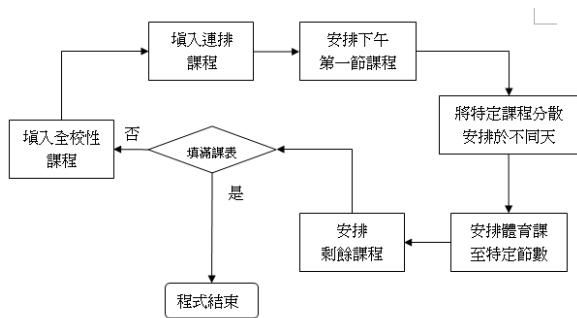 填入連排
課程
安排下午
第一節課程
將特定課程分散
安排於不同天
填入全校性
課程
否
填滿課表
是
安排
剩餘課程
安排體育課
至特定節數
程式結束